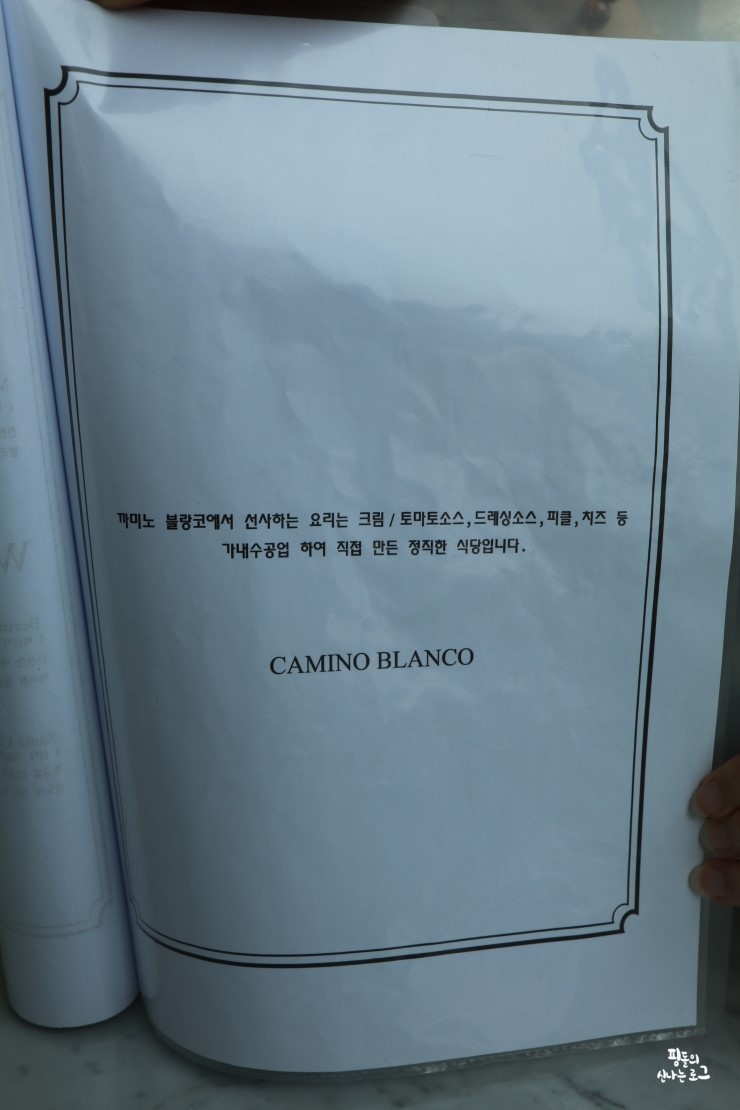 까미노 블랑코에서 선사하는 요리는 크림/토마토소스,드레싱소스,피클,치즈 등
가내수공업 하여 직접 만든 정직한 식당입니다.
CAMINO BLANCO
핑돌의
신나는로그